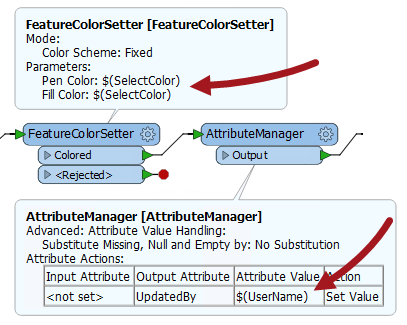 FeatureColorSetter [FeatureColorSetter]
Mode:
Color Scheme: Fixed
Parameters:
Pen Color: $(SelectColor)
Fill Color: $(SelectColor)
FeatureColorSetter
AttributeManager
Colored
Output
<Rejected>
AttributeManager [AttributeManager]
Advanced: Attribute Value Handling:
Substitute Missing, Null and Empty by: No Substitution
Attribute Actions:
Input Attribute Output Attribute Attribute Value Action
<not set> UpdatedBy $(UserName) Set Value